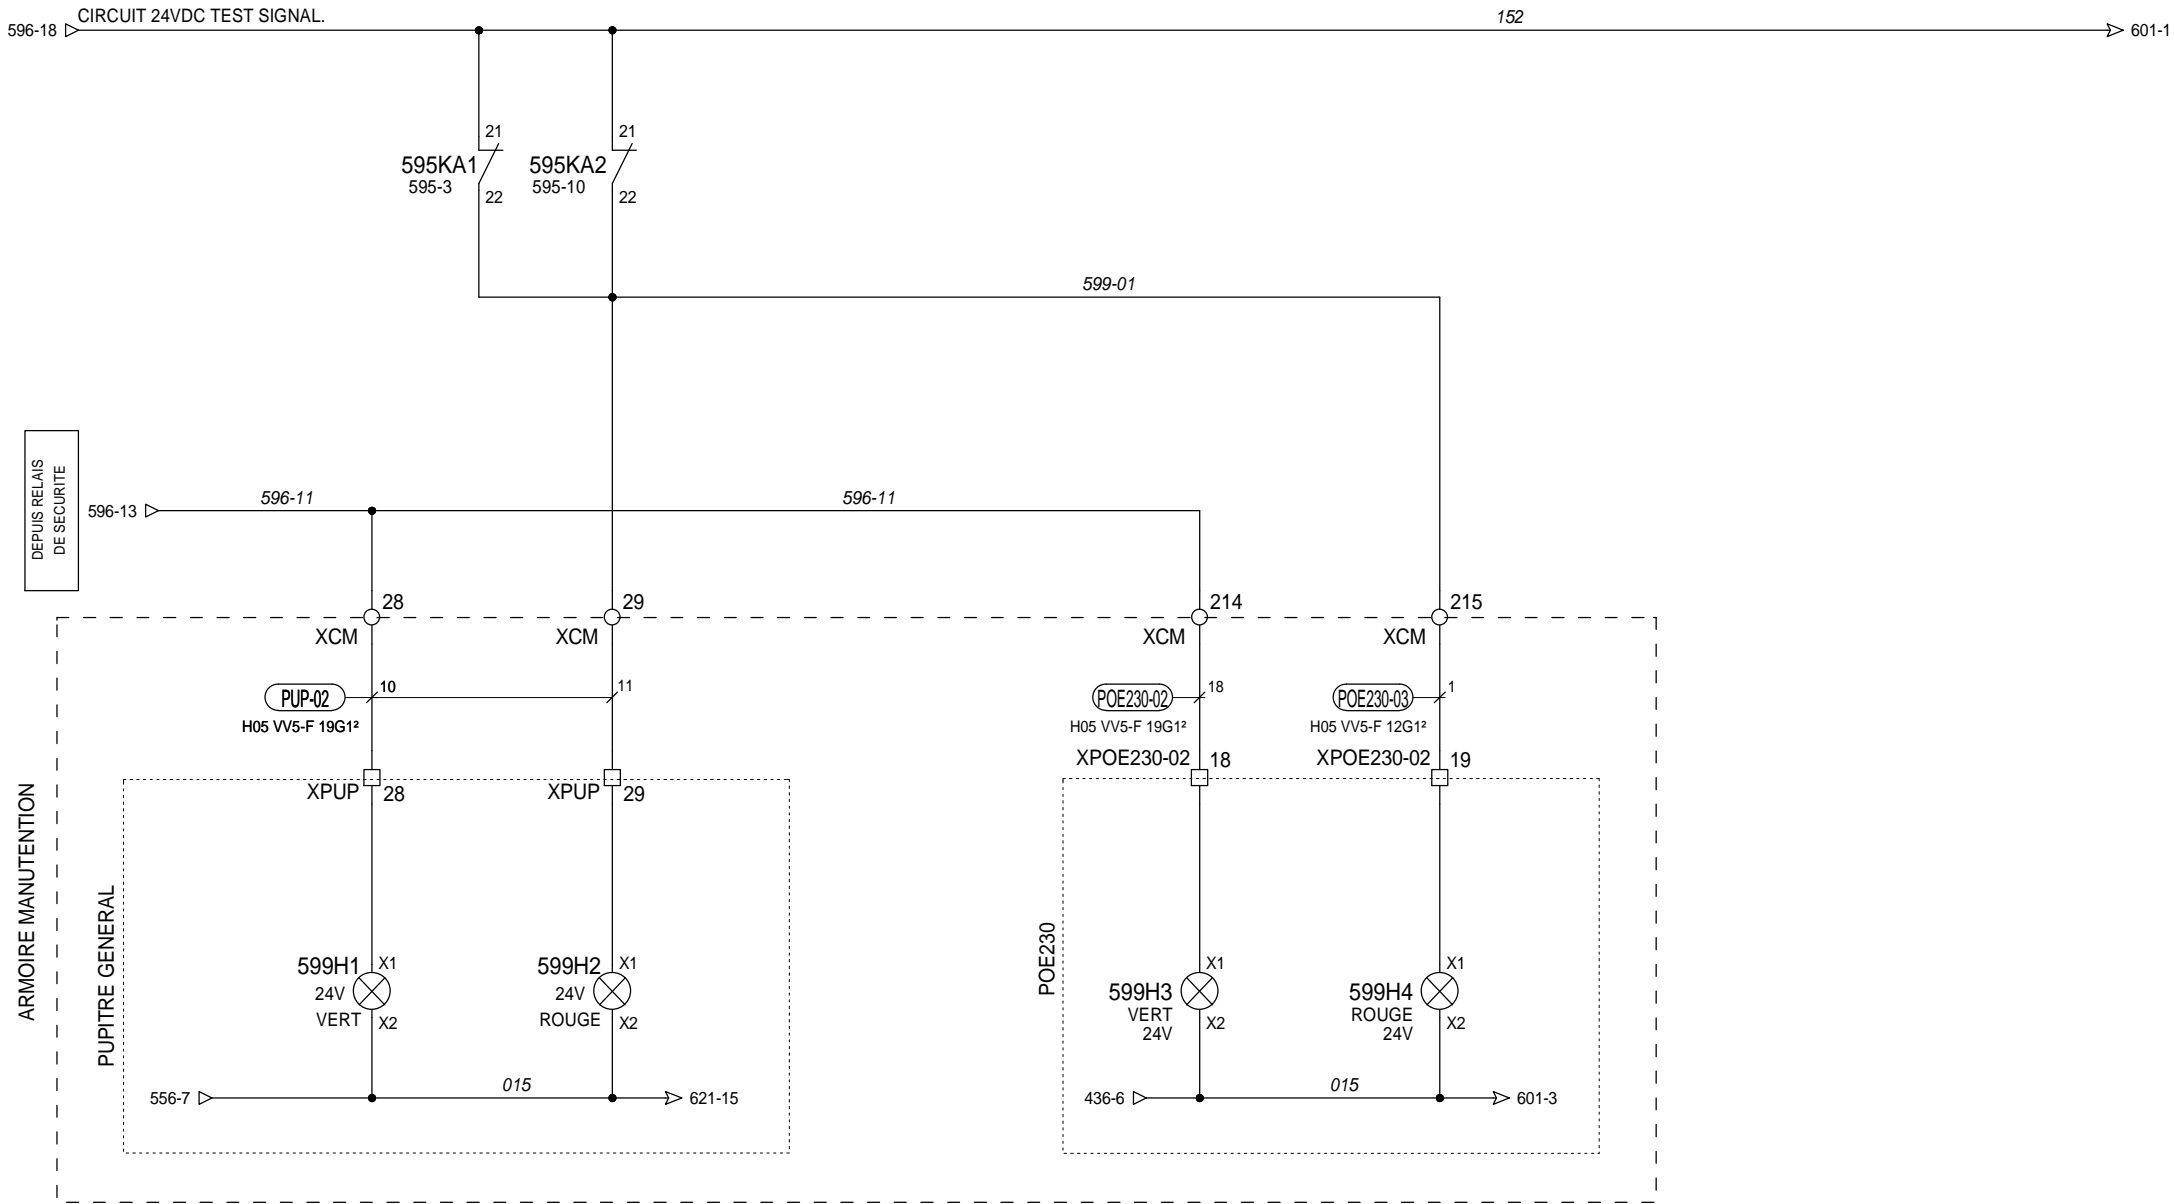 CIRCUIT 24VDC TEST SIGNAL.
152
596-18
601-1
21
21
595KA1
595KA2
595-3
595-10
22
22
599-01
DEPUIS RELAIS
DE SECURITE
596-11
596-11
596-13
28
29
214
215
XCM
XCM
XCM
XCM
PUP-02
10
11
POE230-02
18
POE230-03
1
H05 VV5-F 19G1²
H05 VV5-F 19G1²
H05 VV5-F 12G1²
XPOE230-02
18
XPOE230-02
19
XPUP
28
XPUP
29
ARMOIRE MANUTENTION
PUPITRE GENERAL
POE230
599H1
X1
24V
VERT
X2
599H2
X1
24V
ROUGE
X2
599H3
X1
VERT
24V
X2
599H4
X1
ROUGE
24V
X2
556-7
015
621-15
436-6
015
601-3